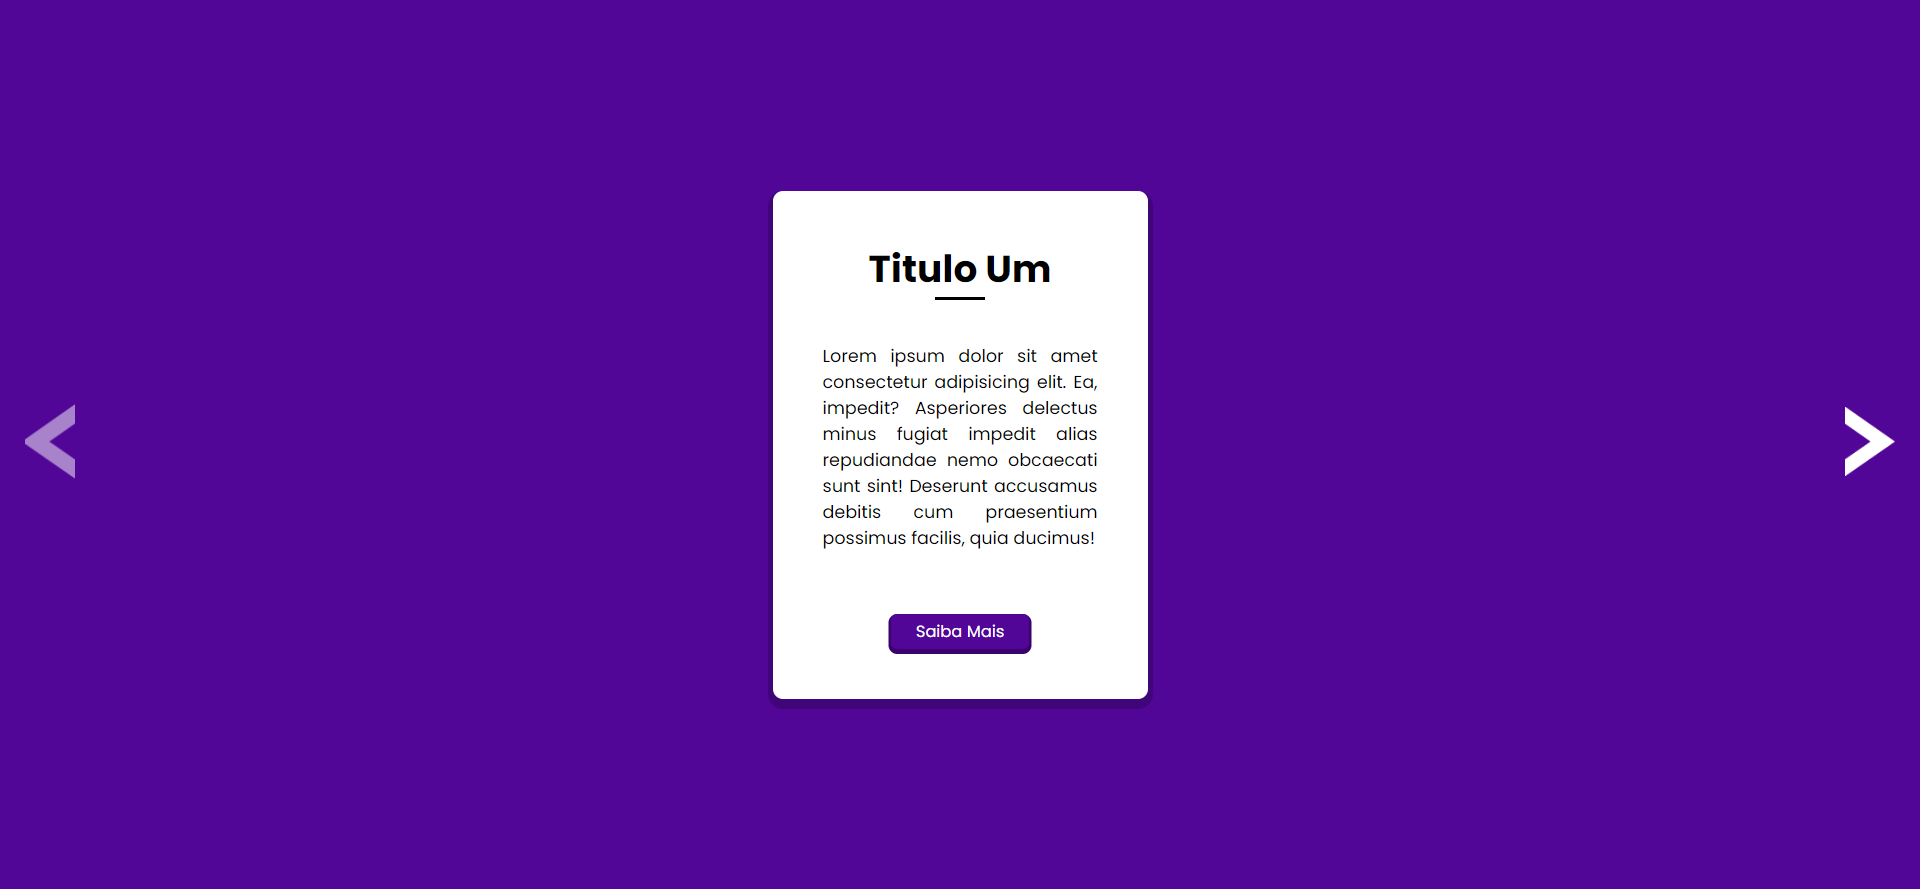 Titulo Um
Lorem ipsum dolor sit amet
consectetur adipisicing elit. Ea,
impedit? Asperiores delectus
minus fugiat impedit alias
repudiandae nemo obcaecati
sunt sint! Deserunt accusamus
debitis cum praesentium
possimus facilis, quia ducimus!
Saiba Mais